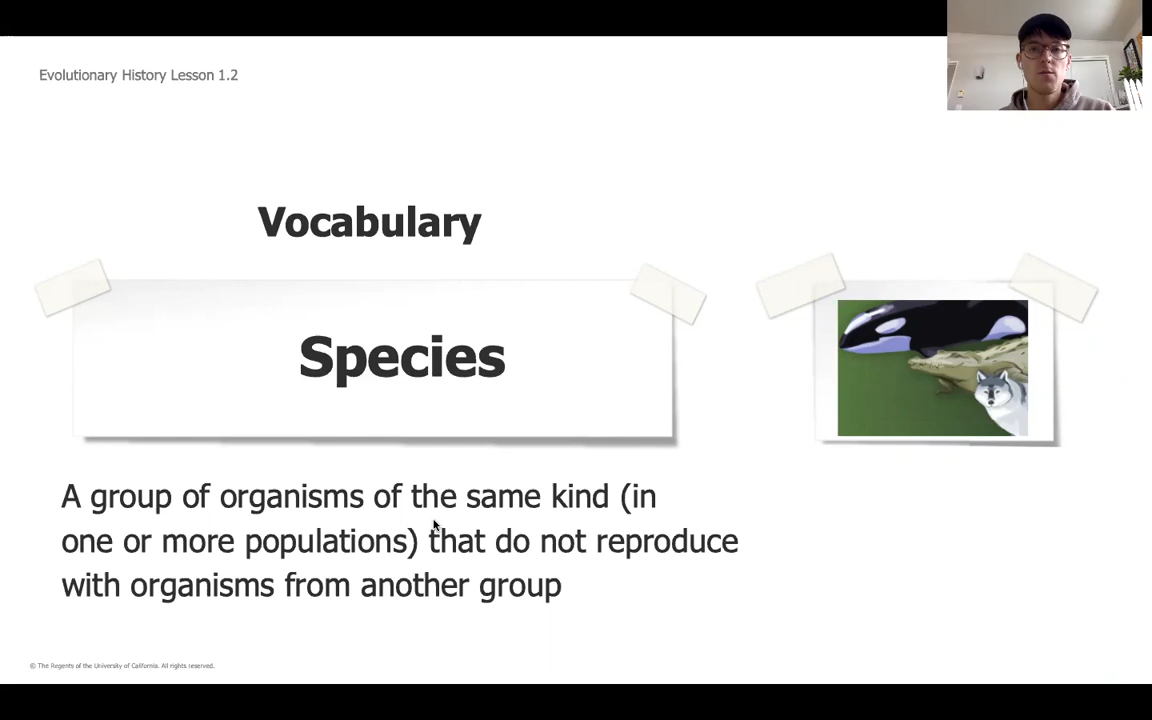 Evolutionary History Lesson 1.2
Vocabulary
Species
A group of organisms of the same kind (in
one or more populations) that do not reproduce
with organisms from another group
© The Regents of the University of California. All rights reserved.